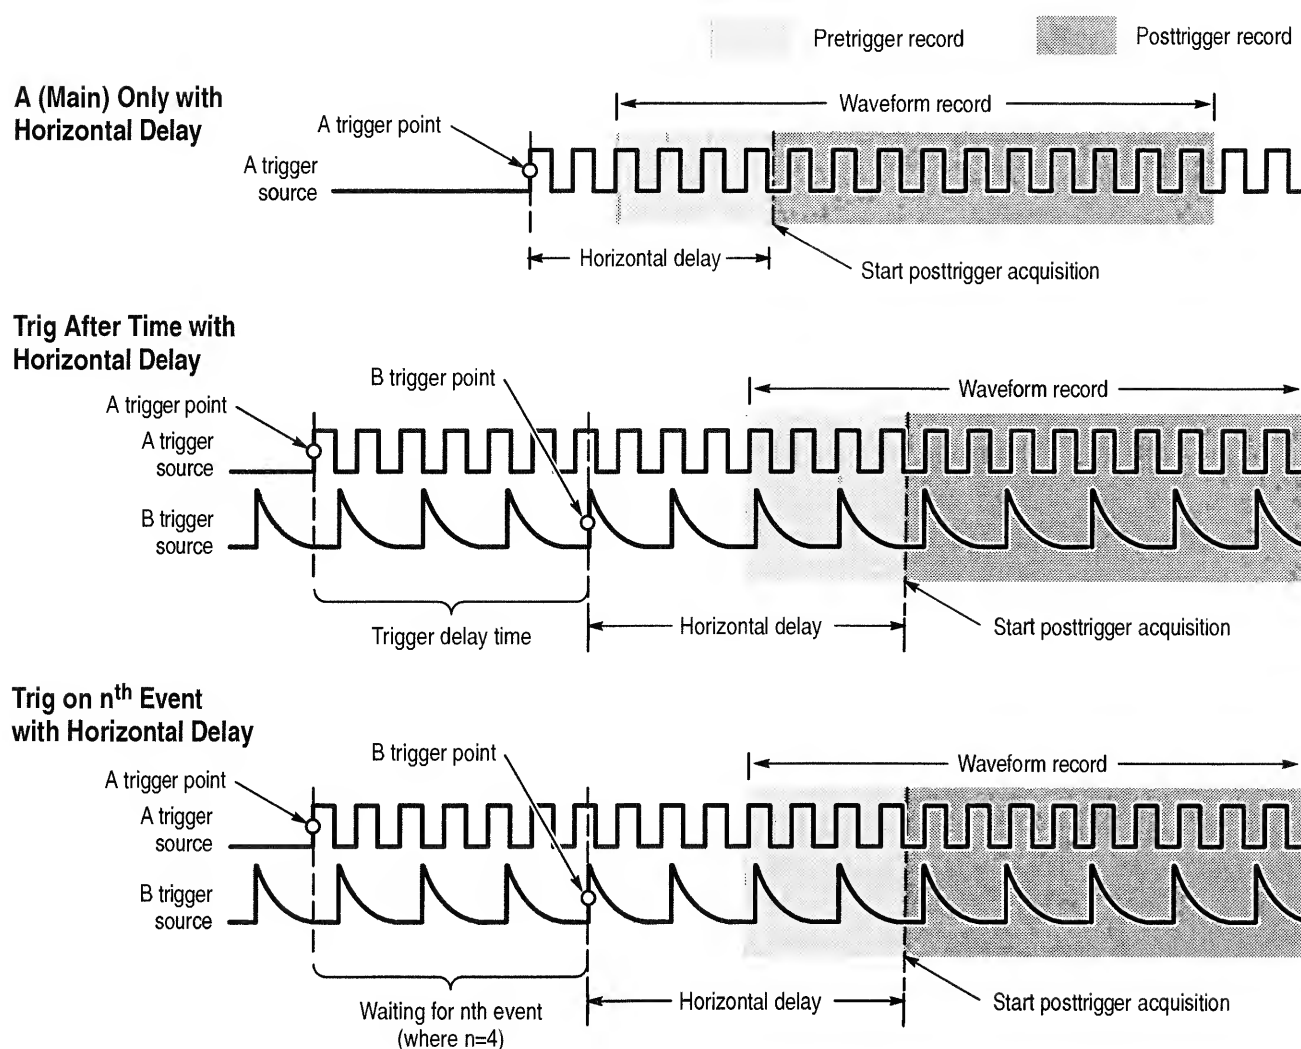 Pretrigger record
Posttrigger record
A (Main) Only with
Horizontal Delay
Waveform record
A trigger point
A trigger
source
Horizontal delay
Start posttrigger acquisition
Trig After Time with
Horizontal Delay
B trigger point
Waveform record
A trigger point
A trigger
source
B trigger
source
Trigger delay time
Horizontal delay
Start posttrigger acquisition
Trig on nth Event
with Horizontal Delay
B trigger point
Waveform record
A trigger point
A trigger
source
B trigger
source
Waiting for nth event
(where n=4)
Horizontal delay
Start posttrigger acquisition